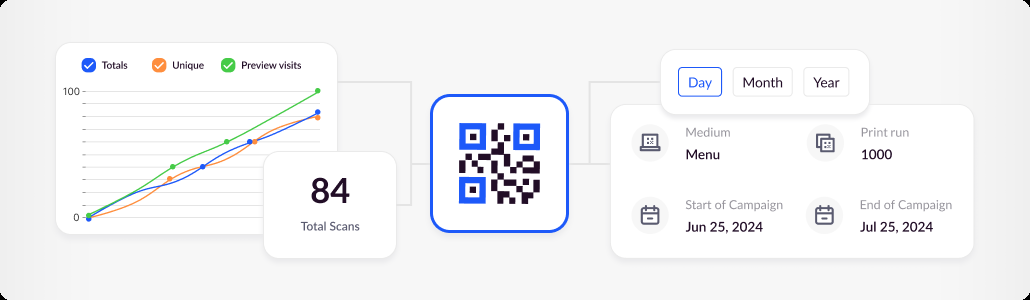 Totals Unique Preview visits
100
0
84
Total Scans
Day Month Year
Medium
Menu
Print run
1000
Start of Campaign
Jun 25, 2024
End of Campaign
Jul 25, 2024